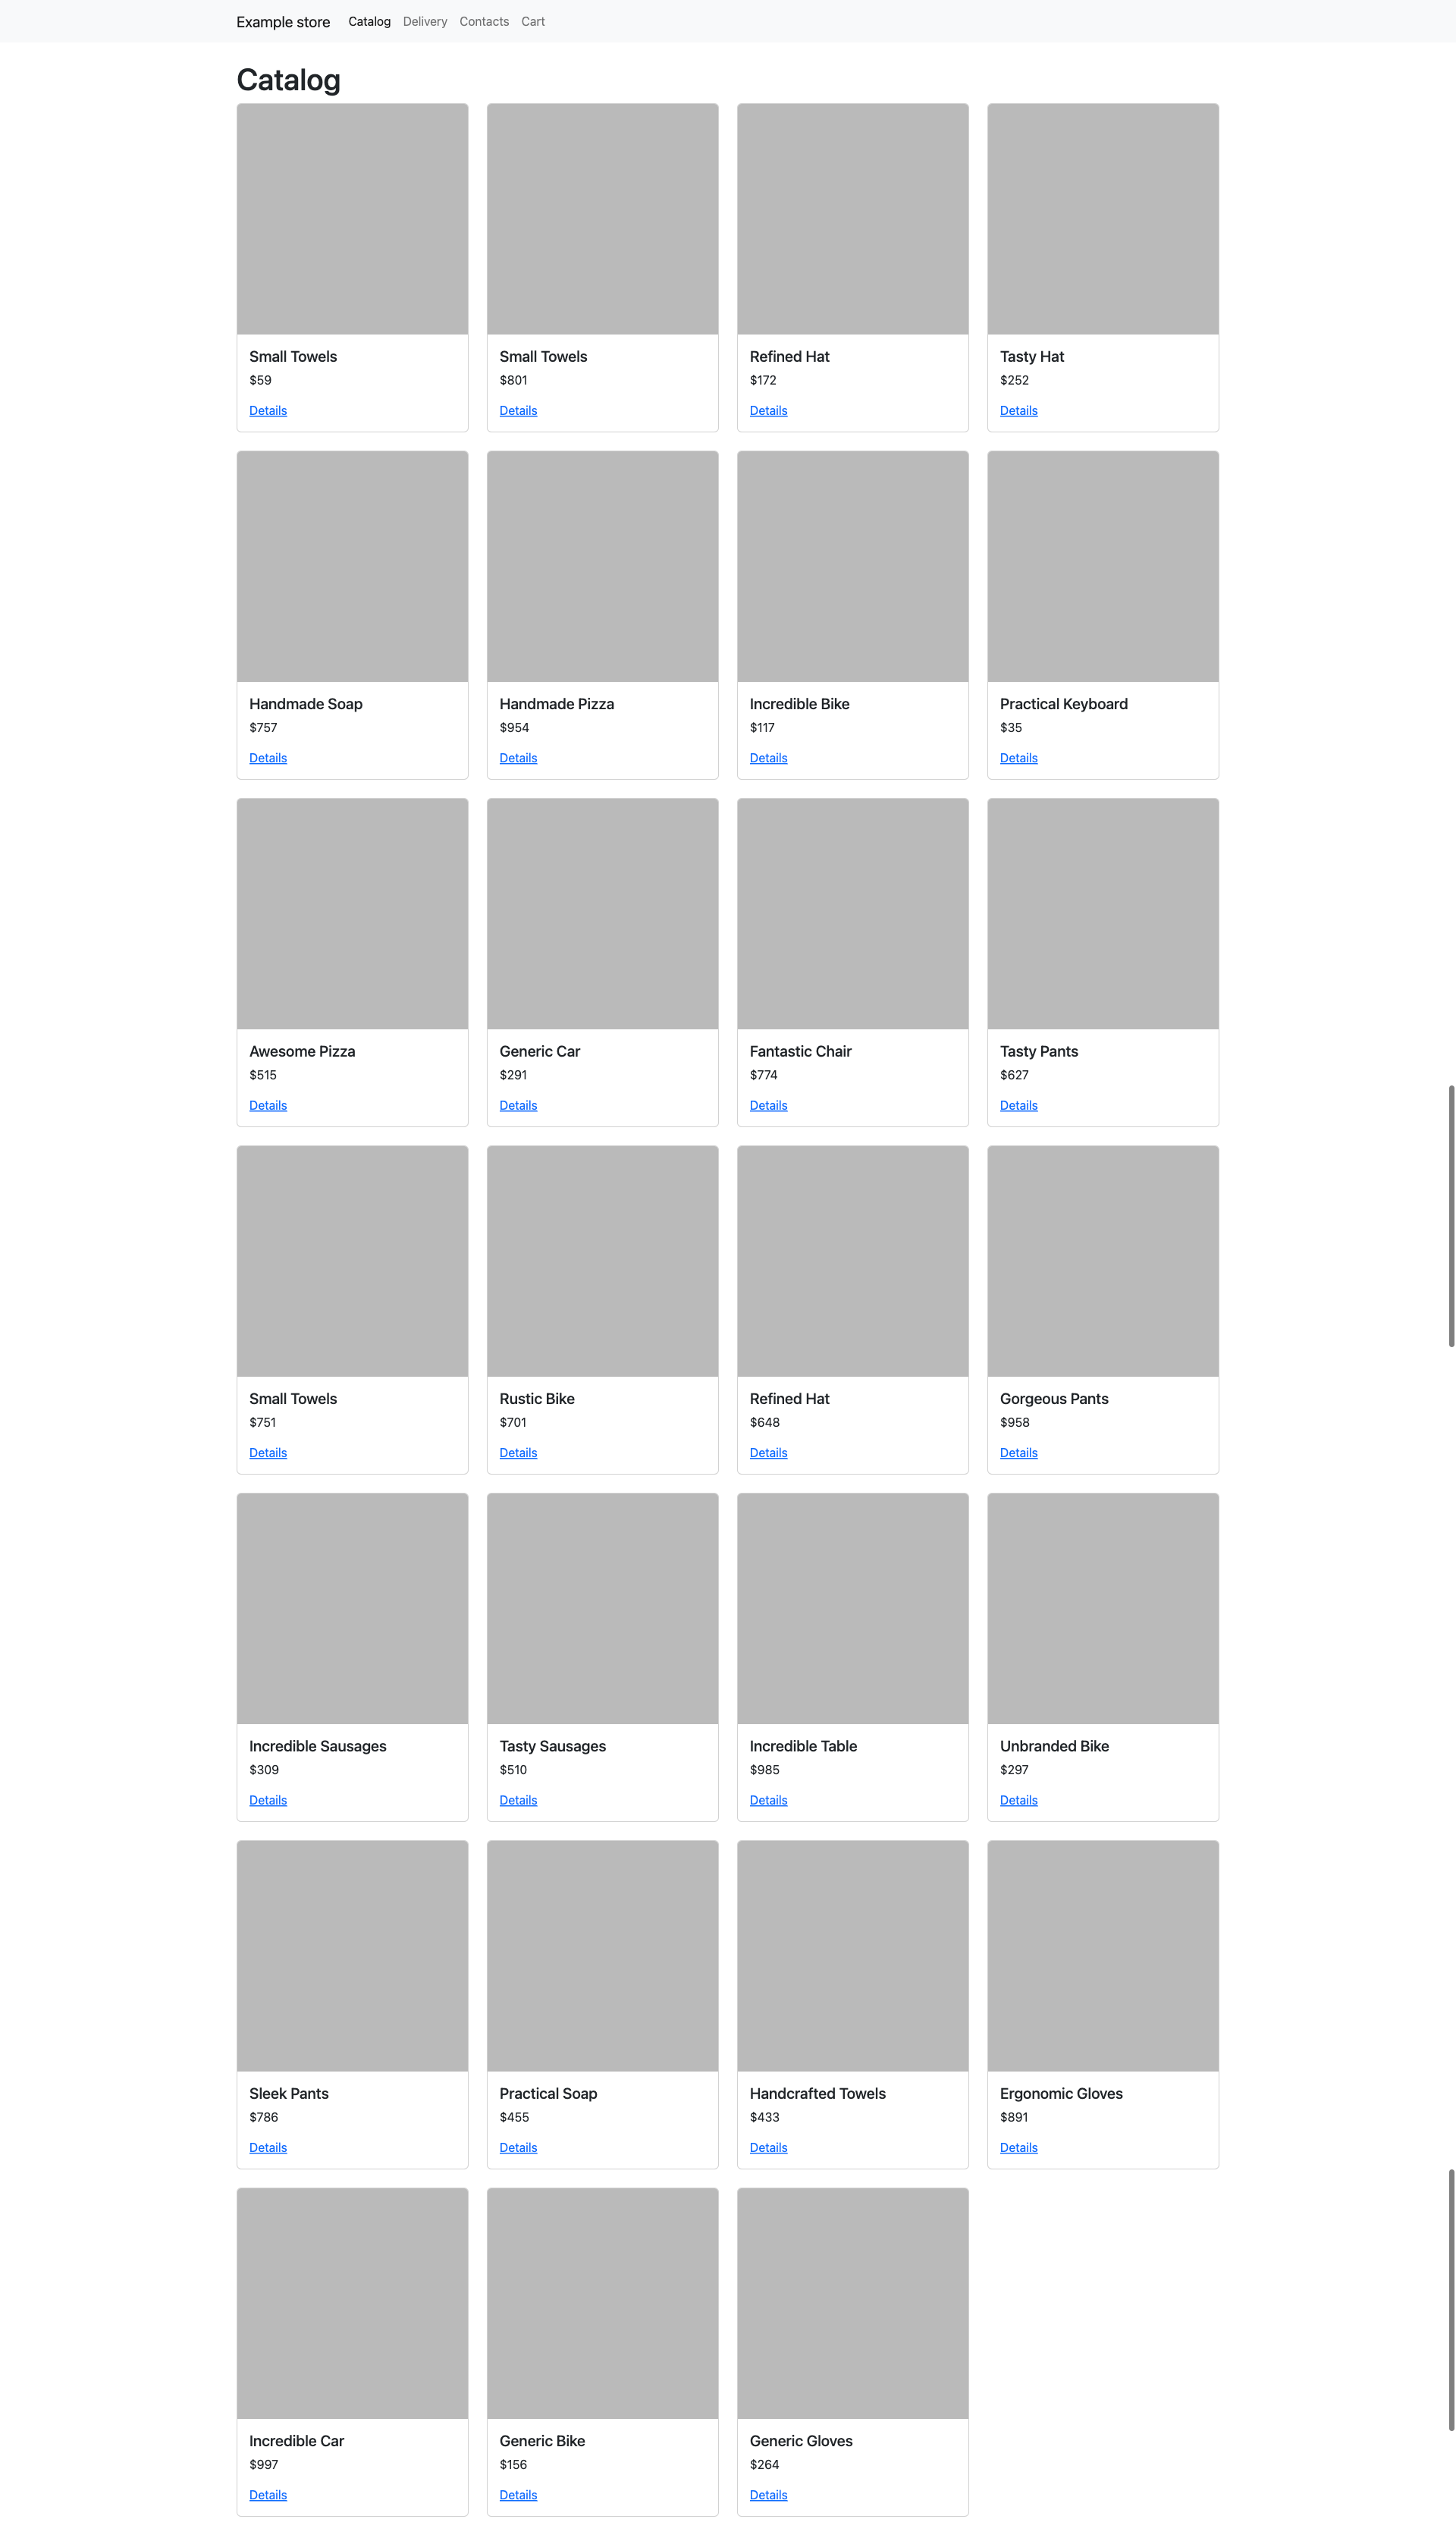 Example store Catalog Delivery Contacts Cart
Catalog
Small Towels
$59
Details
Small Towels
$801
Details
Refined Hat
$172
Details
Tasty Hat
$252
Details
Handmade Soap
$757
Details
Handmade Pizza
$954
Details
Incredible Bike
$117
Details
Practical Keyboard
$35
Details
Awesome Pizza
$515
Details
Generic Car
$291
Details
Fantastic Chair
$774
Details
Tasty Pants
$627
Details
Small Towels
$751
Details
Rustic Bike
$701
Details
Refined Hat
$648
Details
Gorgeous Pants
$958
Details
Incredible Sausages
$309
Details
Tasty Sausages
$510
Details
Incredible Table
$985
Details
Unbranded Bike
$297
Details
Sleek Pants
$786
Details
Practical Soap
$455
Details
Handcrafted Towels
$433
Details
Ergonomic Gloves
$891
Details
Incredible Car
$997
Details
Generic Bike
$156
Details
Generic Gloves
$264
Details